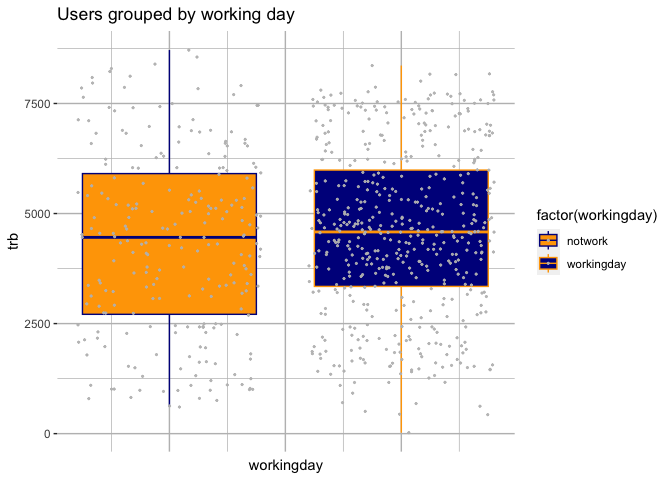 Users grouped by working day
trb
7500
5000
2500
0
workingday
factor(workingday)
notwork
workingday